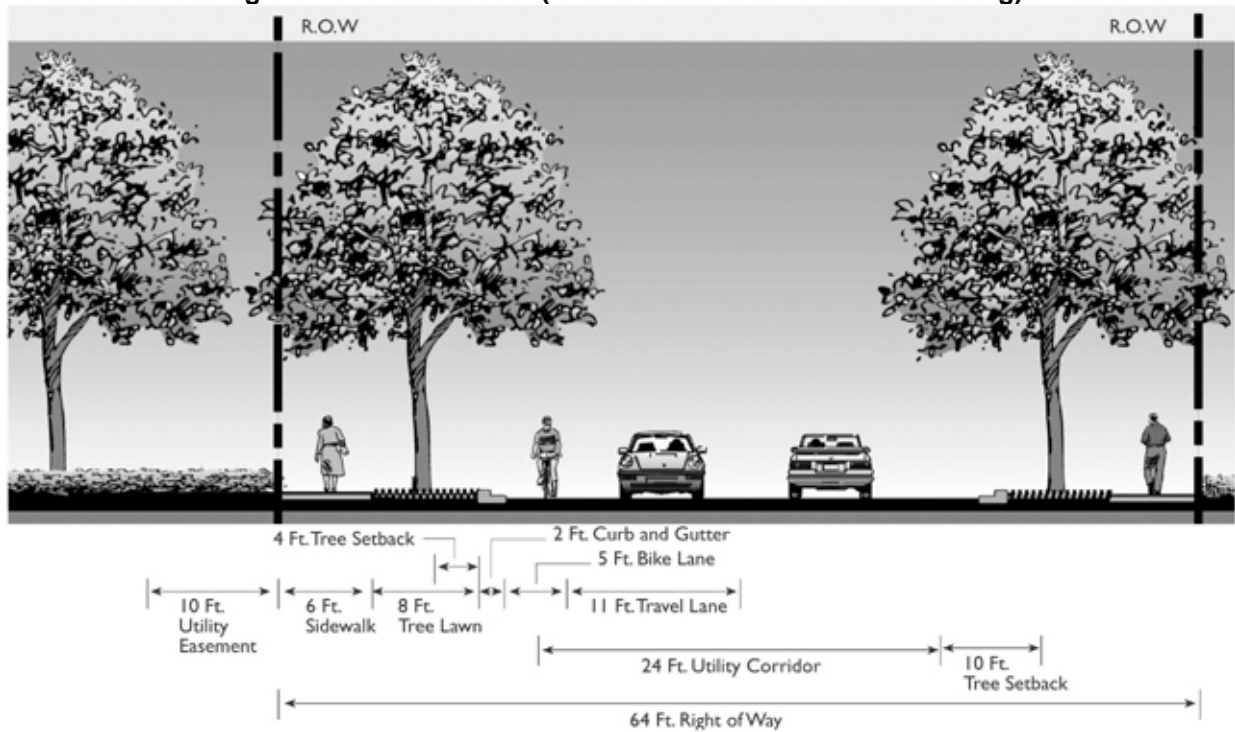 R.O.W
R.O.W
4 Ft. Tree Setback
2 Ft. Curb and Gutter
5 Ft. Bike Lane
10 Ft.
Utility
Easement
6 Ft.
Sidewalk
8 Ft.
Tree Lawn
11 Ft. Travel Lane
24 Ft. Utility Corridor
10 Ft.
Tree Setback
64 Ft. Right of Way